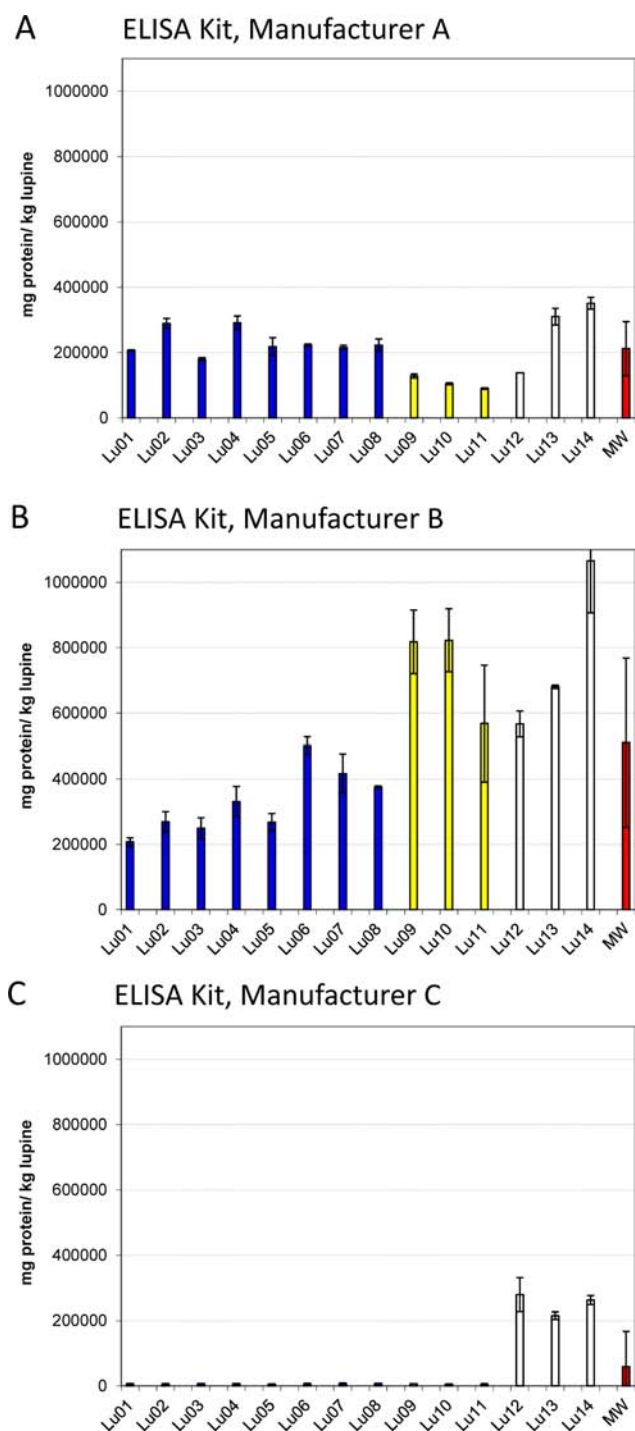 A ELISA Kit, Manufacturer A
mg protein/ kg lupine
1000000
800000
600000
400000
200000
0
Lu01 Lu02 Lu03 Lu04 Lu05 Lu06 Lu07 Lu08 Lu09 Lu10 Lu11 Lu12 Lu13 Lu14 MW
B ELISA Kit, Manufacturer B
mg protein/ kg lupine
1000000
800000
600000
400000
200000
0
Lu01 Lu02 Lu03 Lu04 Lu05 Lu06 Lu07 Lu08 Lu09 Lu10 Lu11 Lu12 Lu13 Lu14 MW
C ELISA Kit, Manufacturer C
mg protein/ kg lupine
1000000
800000
600000
400000
200000
0
Lu01 Lu02 Lu03 Lu04 Lu05 Lu06 Lu07 Lu08 Lu09 Lu10 Lu11 Lu12 Lu13 Lu14 MW